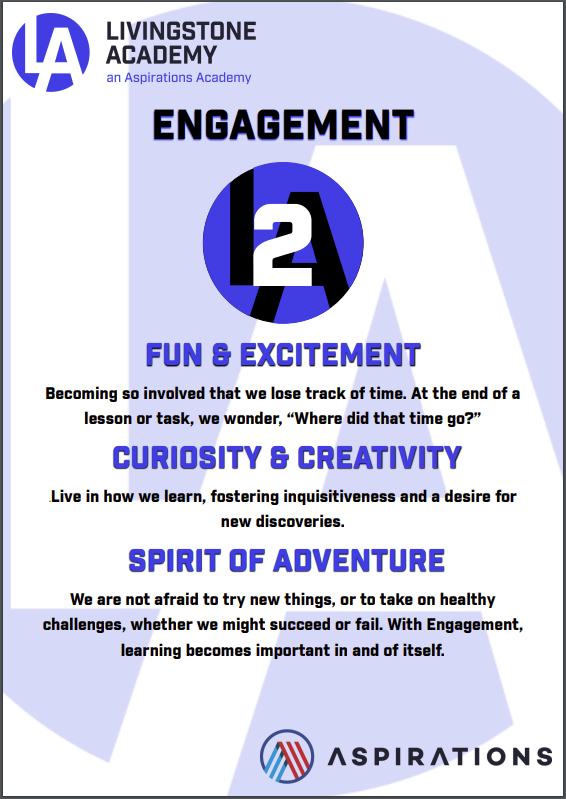 LA
LIVINGSTONE
ACADEMY
an Aspirations Academy
ENGAGEMENT
LA
2
FUN & EXCITEMENT
Becoming so involved that we lose track of time. At the end of a
lesson or task, we wonder, “Where did that time go?”
CURIOSITY & CREATIVITY
.Live in how we learn, fostering inquisitiveness and a desire for
new discoveries.
SPIRIT OF ADVENTURE
We are not afraid to try new things, or to take on healthy
challenges, whether we might succeed or fail. With Engagement,
learning becomes important in and of itself.
ASPIRATIONS